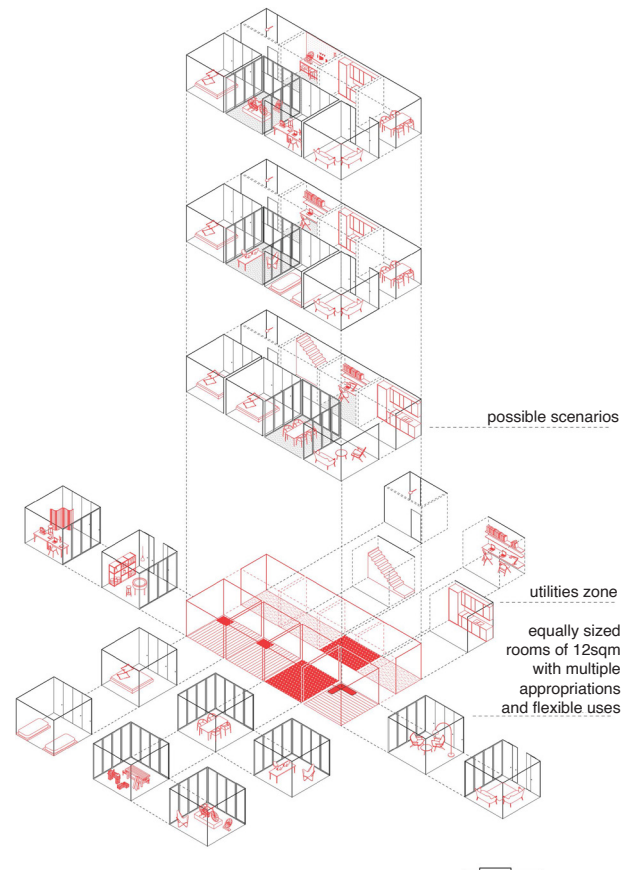 possible scenarios
utilities zone
equally sized
rooms of 12sqm
with multiple
appropriations
and flexible uses